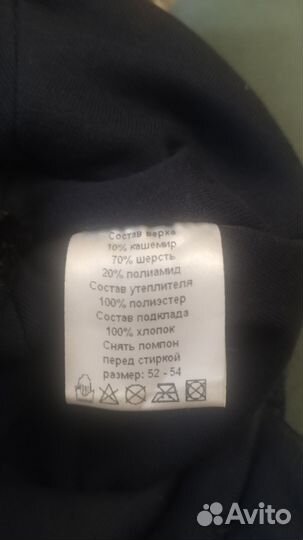 Состав верха
10% кашемир
70% шерсть
20% полиамид
Состав утеплителя
100% полиэстер
Состав подклада
100% хлопок
Снять помпон
перед стиркой
размер: 52 - 54
Avito